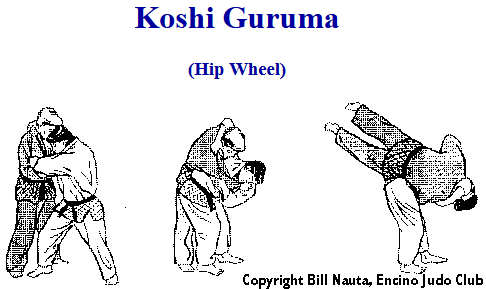 Koshi Guruma
(Hip Wheel)
Copyright Bill Nauta, Encino Judo Club